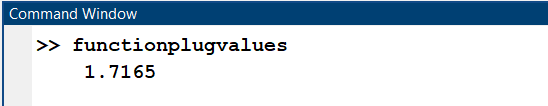 Command Window
>> functionplugvalues
1.7165